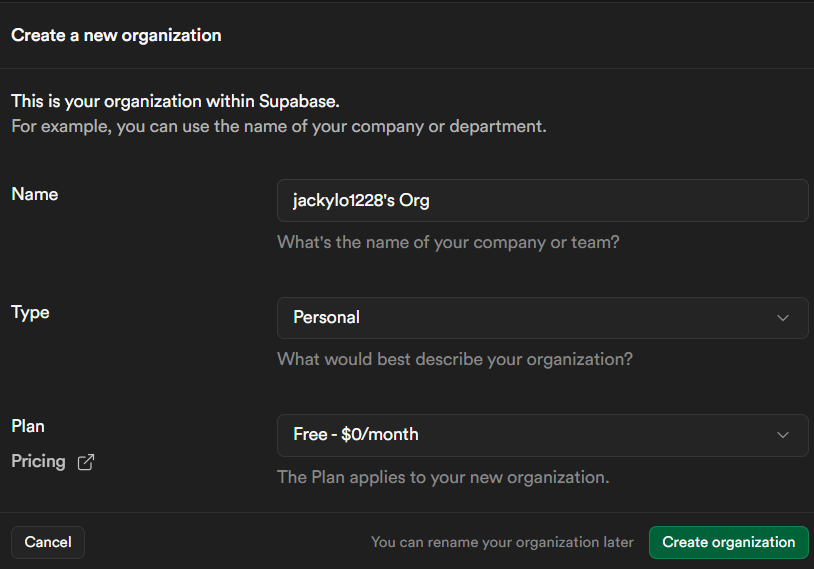 Create a new organization
This is your organization within Supabase.
For example, you can use the name of your company or department.
Name
jackylo1228's Org
What's the name of your company or team?
Type
Personal
What would best describe your organization?
Plan
Free - $0/month
Pricing
The Plan applies to your new organization.
Cancel
You can rename your organization later
Create organization